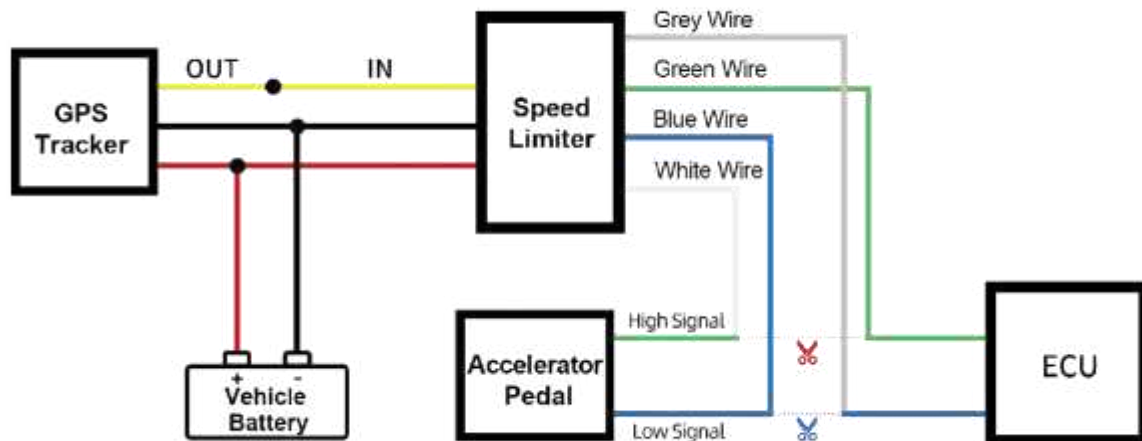 Grey Wire
OUT
IN
Green Wire
GPS
Tracker
Speed
Limiter
Blue Wire
White Wire
High Signal
Accelerator
Pedal
ECU
+
-
Vehicle
Battery
Low Signal